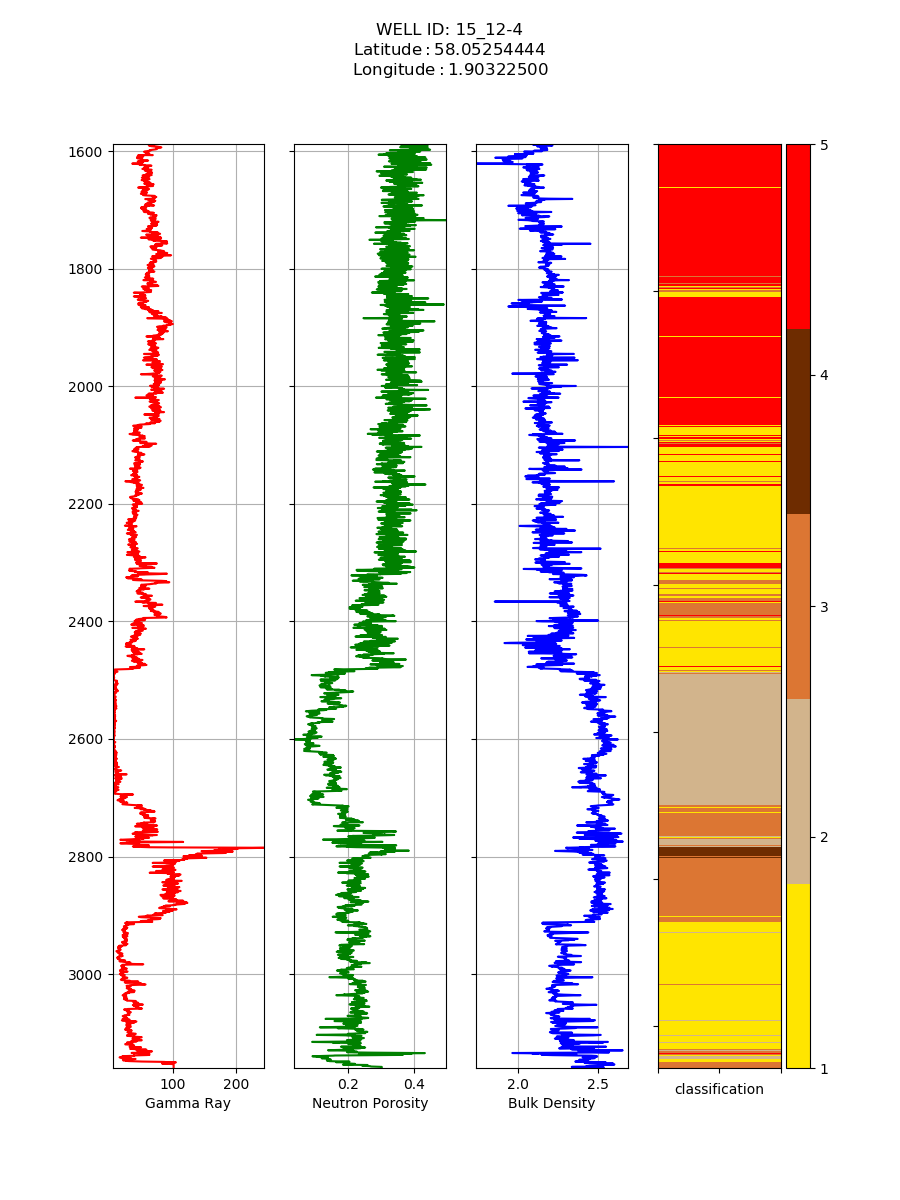 WELL ID: 15_12-4
Latitude : 58.05254444
Longitude : 1.90322500
1600
1800
2000
2200
2400
2600
2800
3000
100 200
Gamma Ray
0.2 0.4
Neutron Porosity
2.0 2.5
Bulk Density
classification
5
4
3
2
1